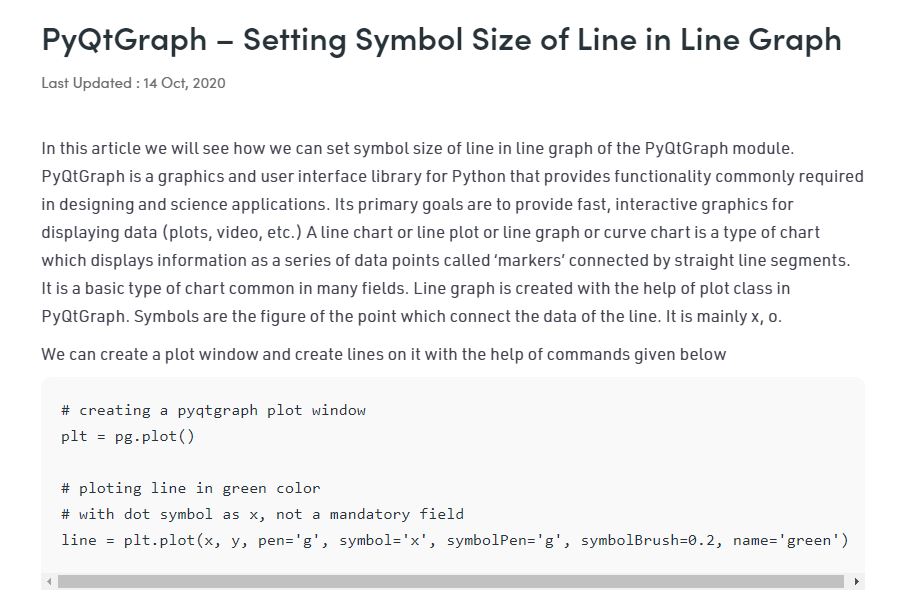 PyQtGraph – Setting Symbol Size of Line in Line Graph
Last Updated : 14 Oct, 2020
In this article we will see how we can set symbol size of line in line graph of the PyQtGraph module.
PyQtGraph is a graphics and user interface library for Python that provides functionality commonly required
in designing and science applications. Its primary goals are to provide fast, interactive graphics for
displaying data (plots, video, etc.) A line chart or line plot or line graph or curve chart is a type of chart
which displays information as a series of data points called ‘markers’ connected by straight line segments.
It is a basic type of chart common in many fields. Line graph is created with the help of plot class in
PyQtGraph. Symbols are the figure of the point which connect the data of the line. It is mainly x, o.
We can create a plot window and create lines on it with the help of commands given below
# creating a pyqtgraph plot window
plt = pg.plot()
# ploting line in green color
# with dot symbol as x, not a mandatory field
line = plt.plot(x, y, pen='g', symbol='x', symbolPen='g', symbolBrush=0.2, name='green')